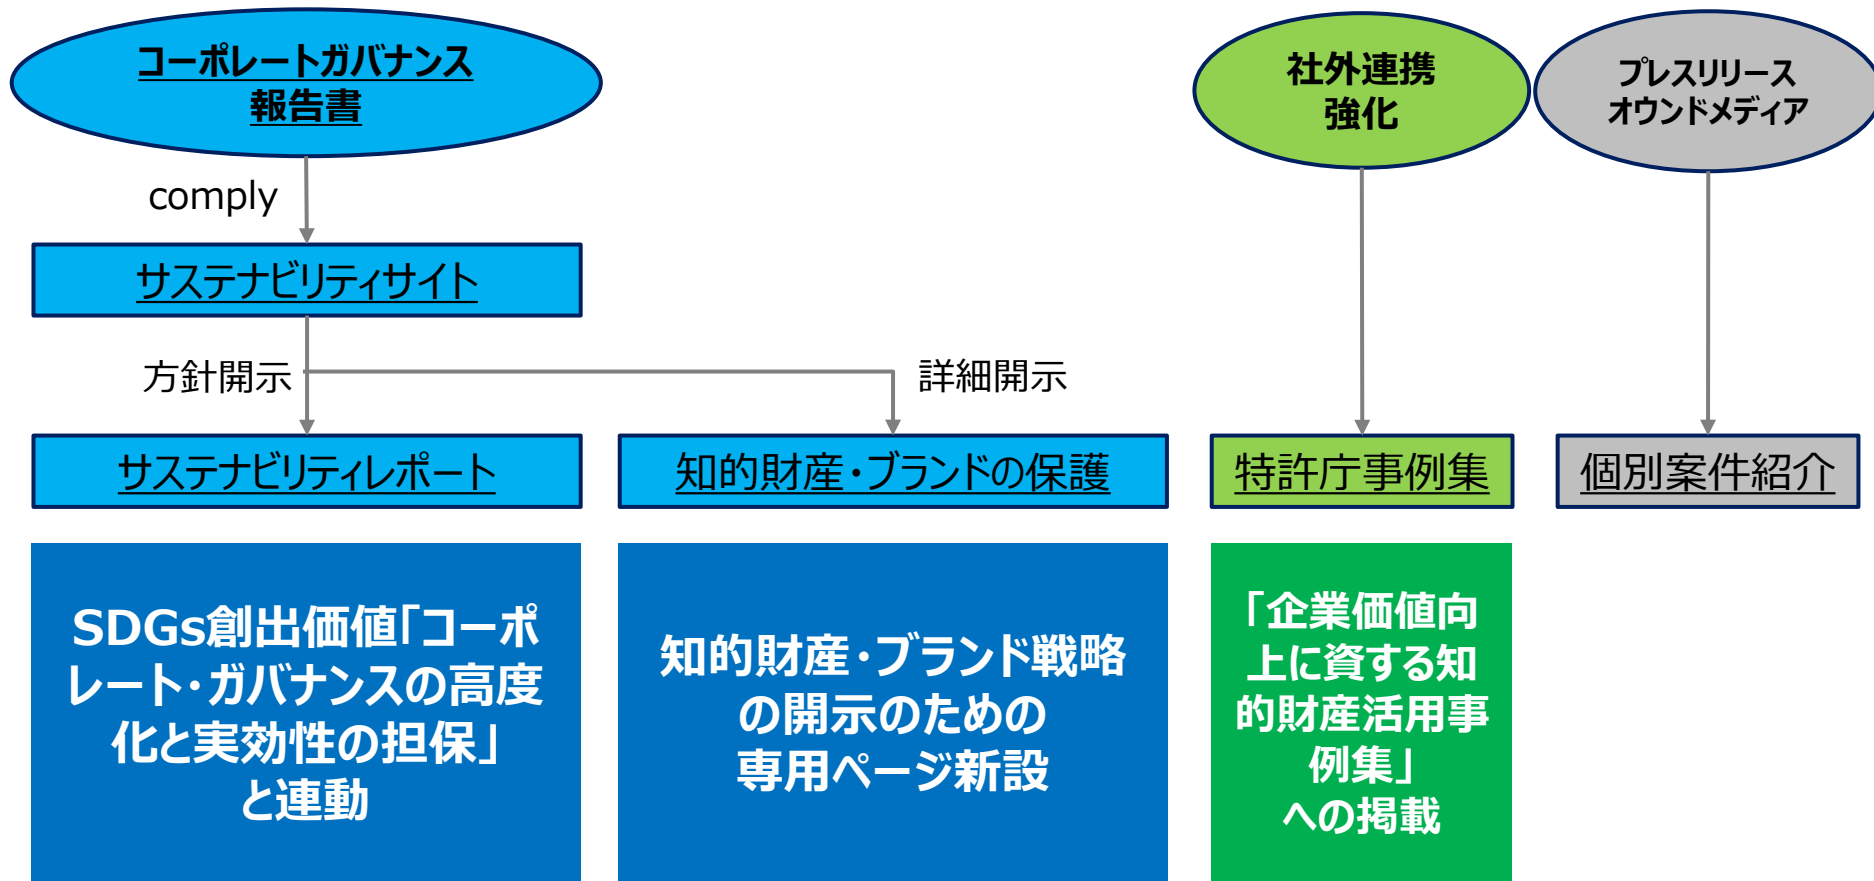 コーポレートガバナンス
報告書
社外連携
強化
プレスリリース
オウンドメディア
comply
サステナビリティサイト
方針開示
詳細開示
サステナビリティレポート
知的財産・ブランドの保護
特許庁事例集
個別案件紹介
SDGs創出価値「コーポ
レート・ガバナンスの高度
化と実効性の担保」
と連動
知的財産・ブランド戦略
の開示のための
専用ページ新設
「企業価値向
上に資する知
的財産活用事
例集」
への掲載